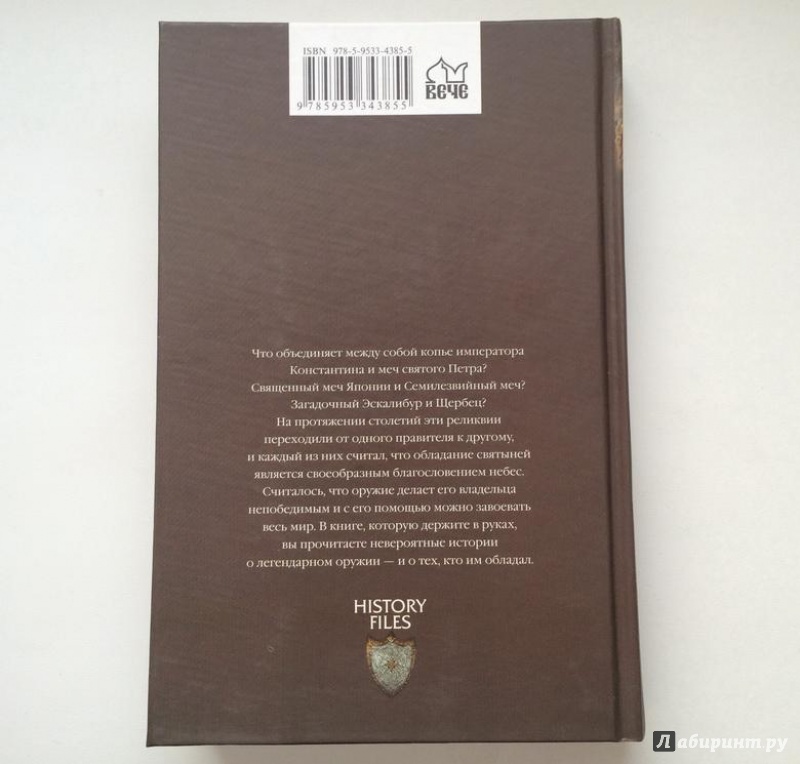 ISBN 978-5-9533-4385-5
9 785953 343855
ВЕЧЕ
Что объединяет между собой копье императора
Константина и меч святого Петра?
Священный меч Японии и Семилезвийный меч?
Загадочный Эскалибур и Щербец?
На протяжении столетий эти реликвии
переходили от одного правителя к другому,
и каждый из них считал, что обладание святыней
является своеобразным благословением небес.
Считалось, что оружие делает его владельца
непобедимым и с его помощью можно завоевать
весь мир. В книге, которую держите в руках,
вы прочитаете невероятные истории
о легендарном оружии — и о тех, кто им обладал.
HISTORY
FILES
Лабиринт.ру